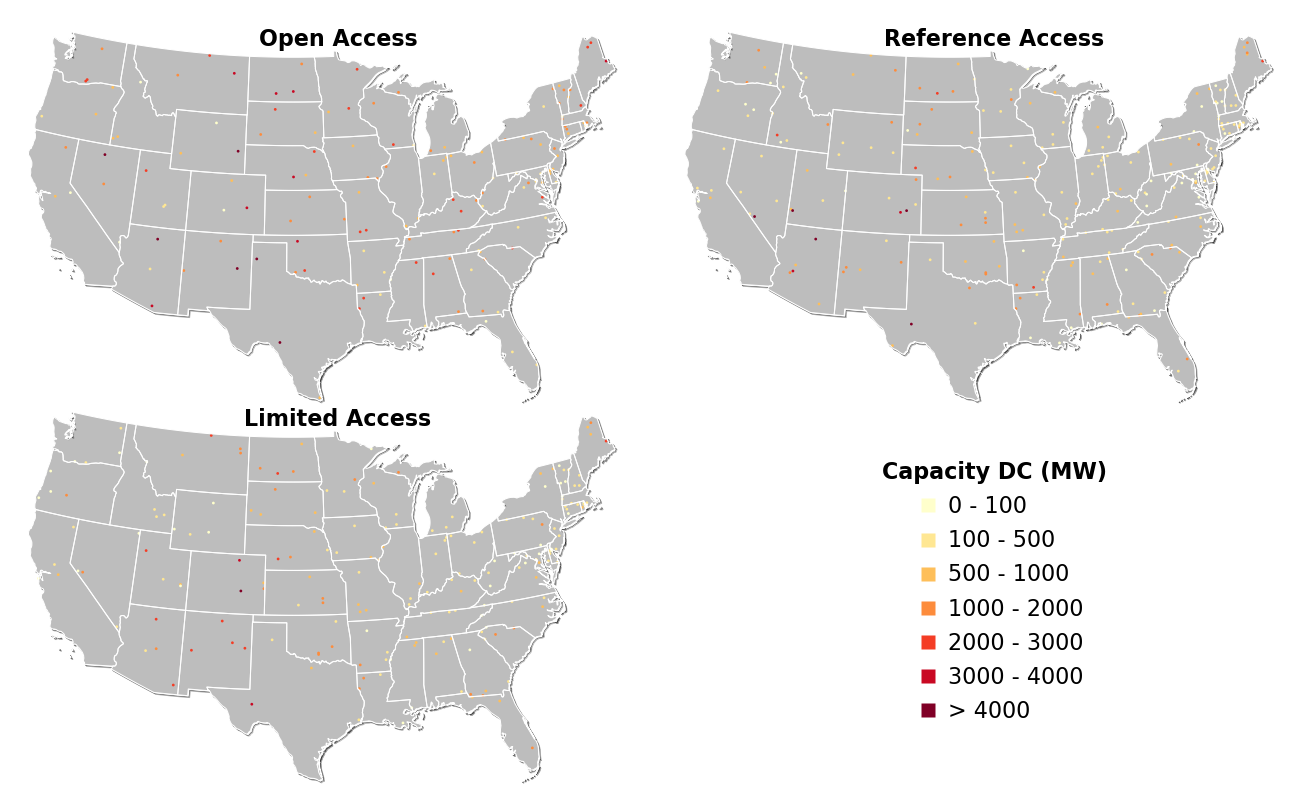 Open Access
Reference Access
Limited Access
Capacity DC (MW)
0 - 100
100 - 500
500 - 1000
1000 - 2000
2000 - 3000
3000 - 4000
> 4000